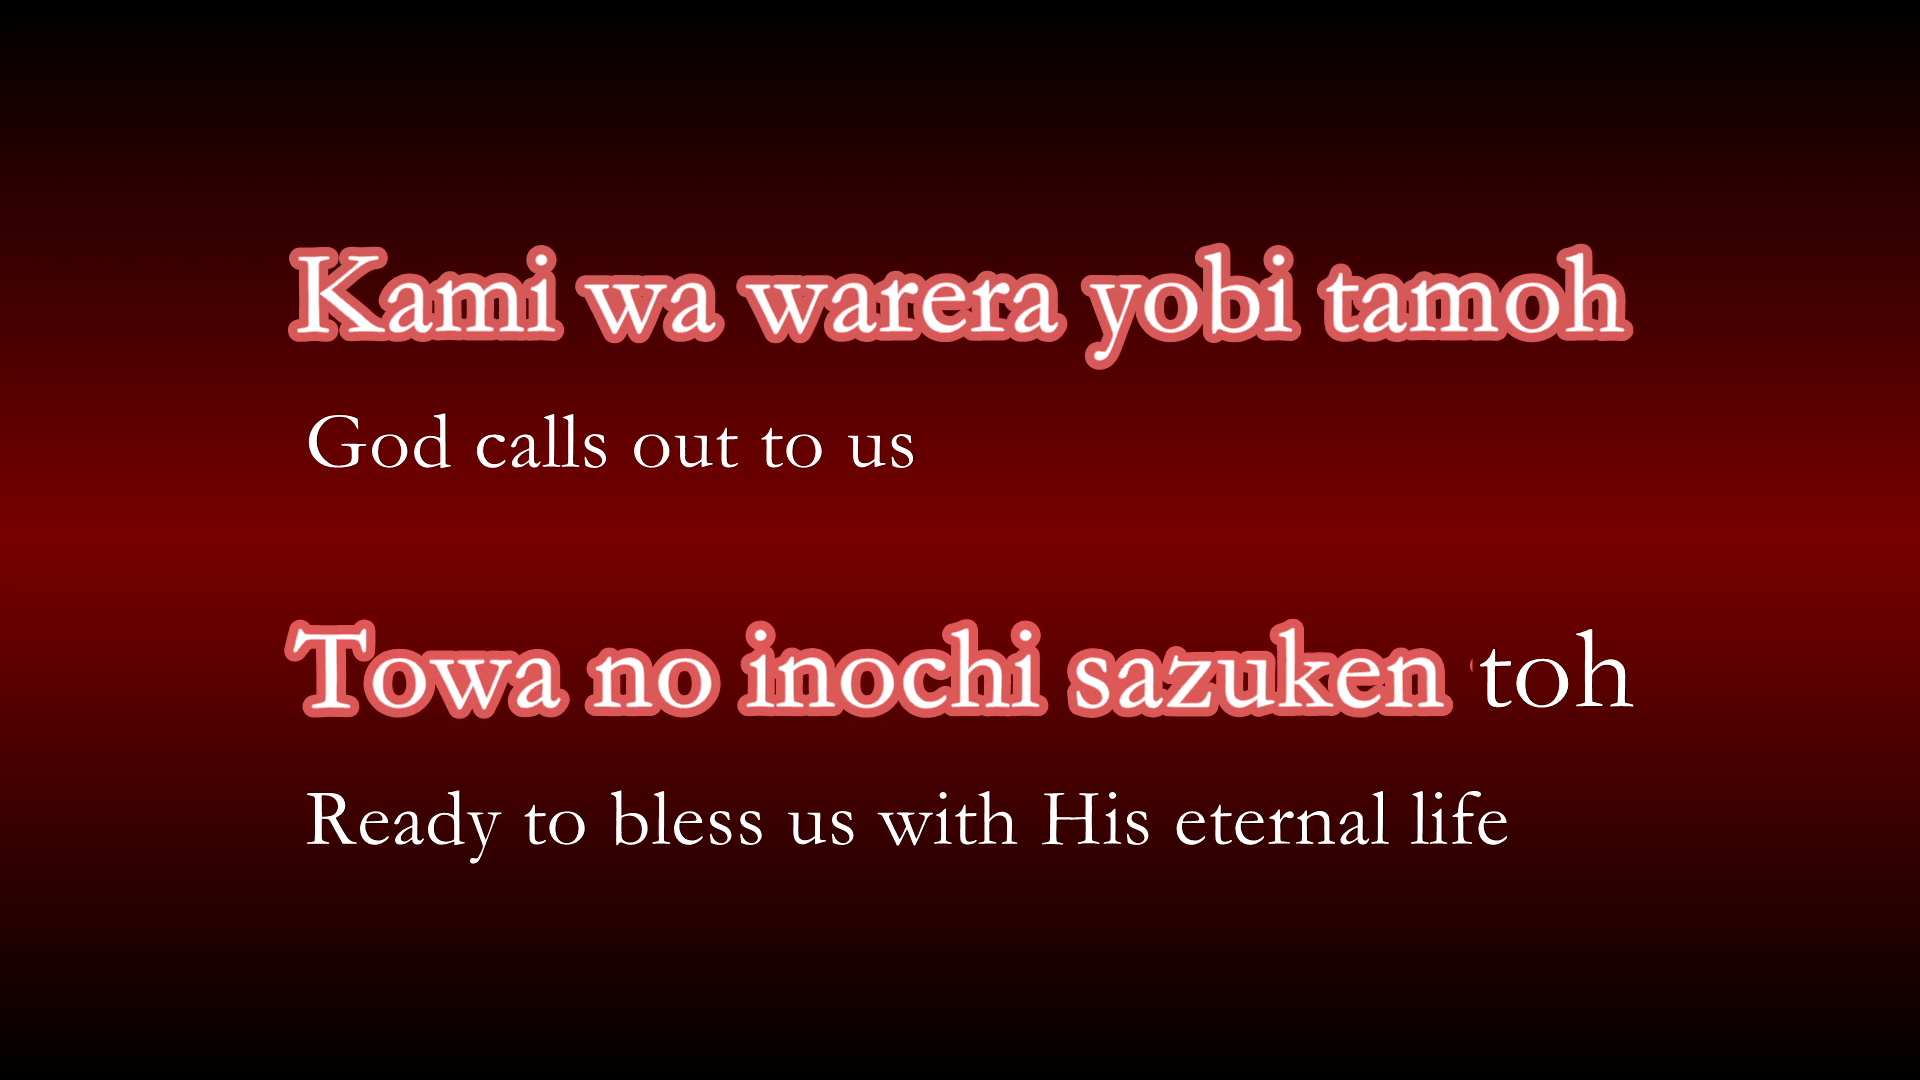 Kami wa warera yobi tamoh
God calls out to us
Towa no inochi sazuken toh
Ready to bless us with His eternal life